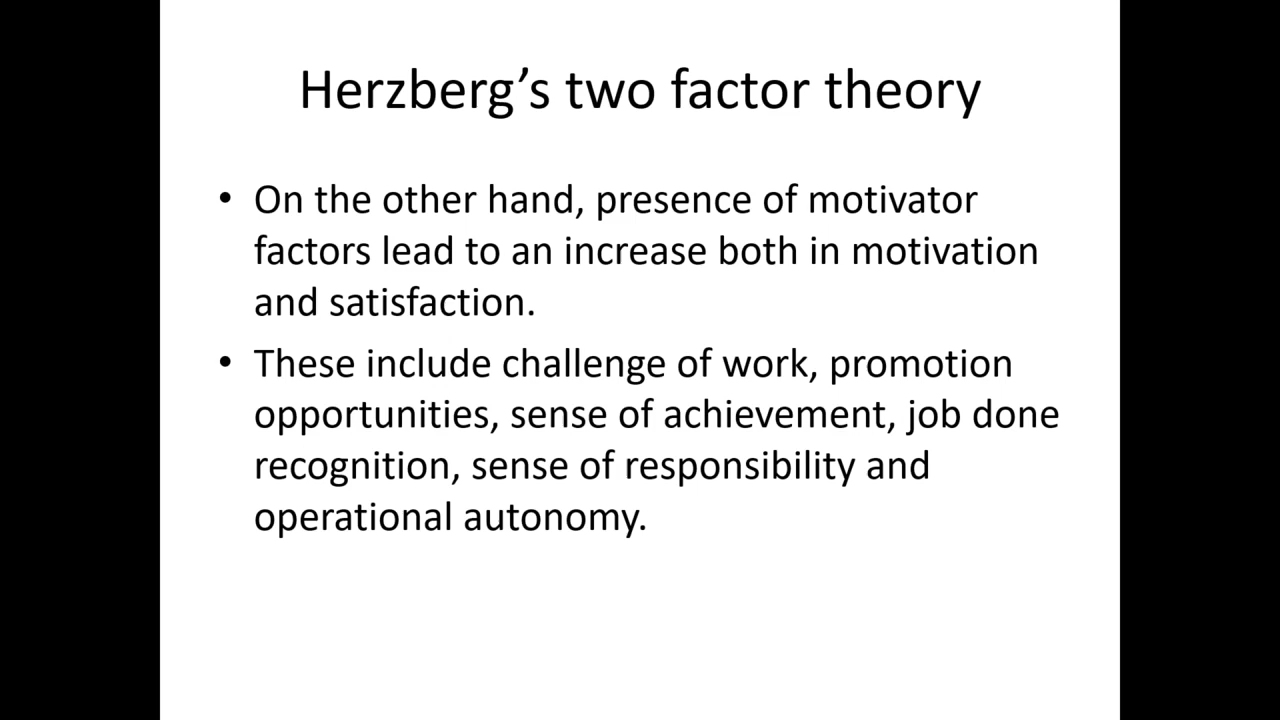 Herzberg’s two factor theory
• On the other hand, presence of motivator
factors lead to an increase both in motivation
and satisfaction.
• These include challenge of work, promotion
opportunities, sense of achievement, job done
recognition, sense of responsibility and
operational autonomy.